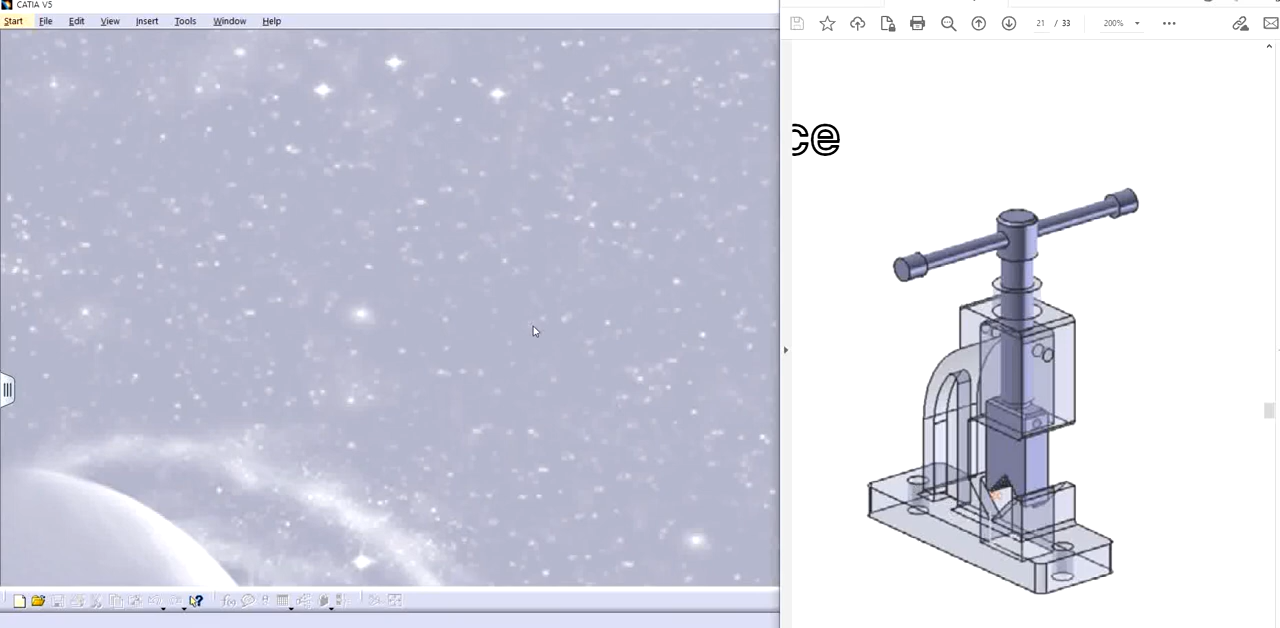 CATIA V5
Start File Edit View Insert Tools Window Help
21 / 33 200%
ce
f(x)